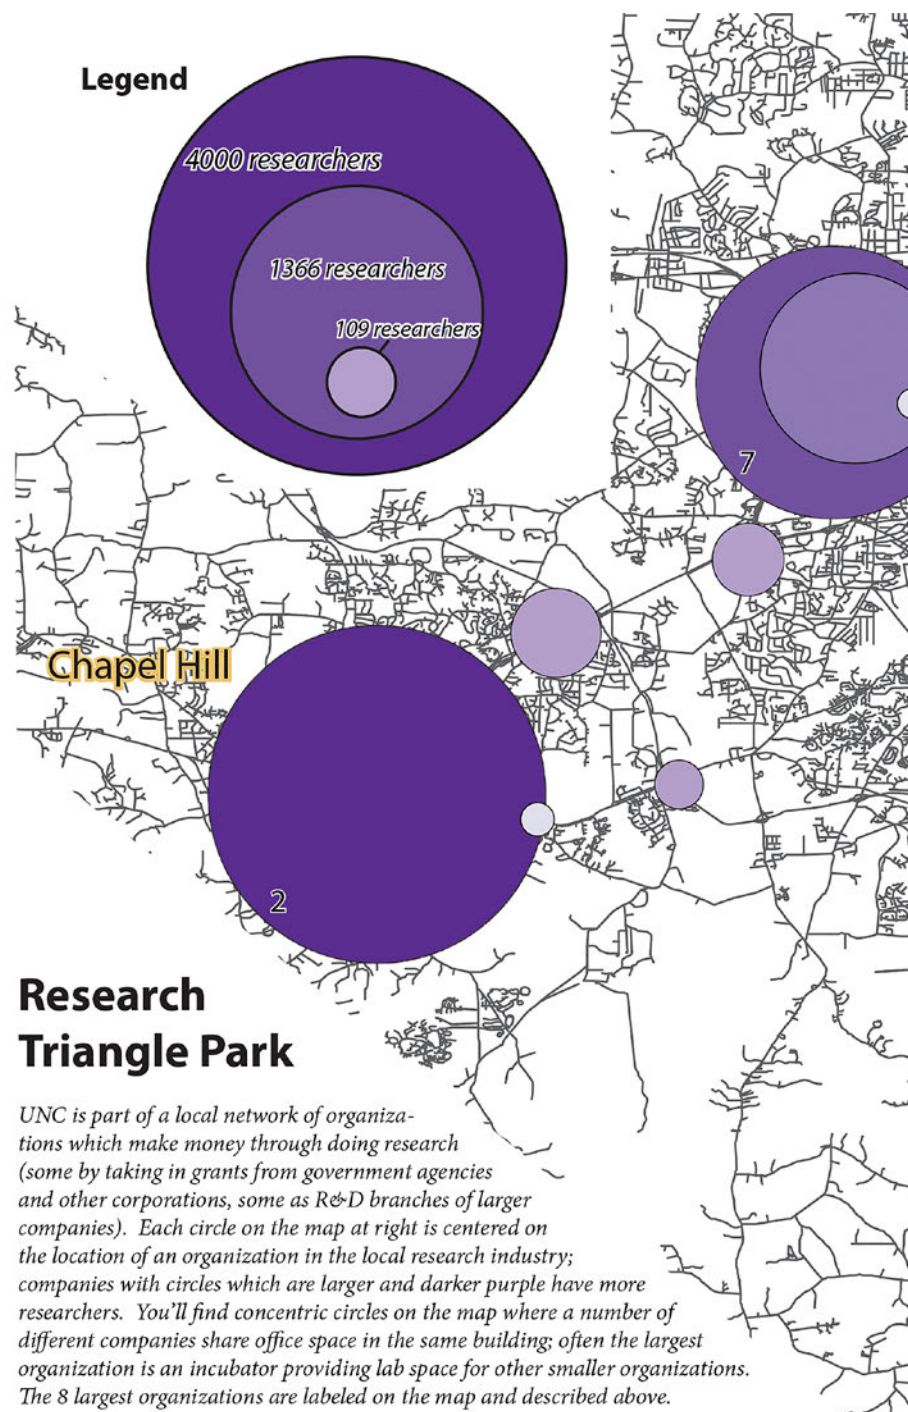 Legend
4000 researchers
1366 researchers
109 researchers
7
Chapel Hill
2
Research
Triangle Park
UNC is part of a local network of organiza-
tions which make money through doing research
(some by taking in grants from government agencies
and other corporations, some as R&D branches of larger
companies).  Each circle on the map at right is centered on
the location of an organization in the local research industry;
companies with circles which are larger and darker purple have more
researchers.  You'll find concentric circles on the map where a number of
different companies share office space in the same building; often the largest
organization is an incubator providing lab space for other smaller organizations.
The 8 largest organizations are labeled on the map and described above.